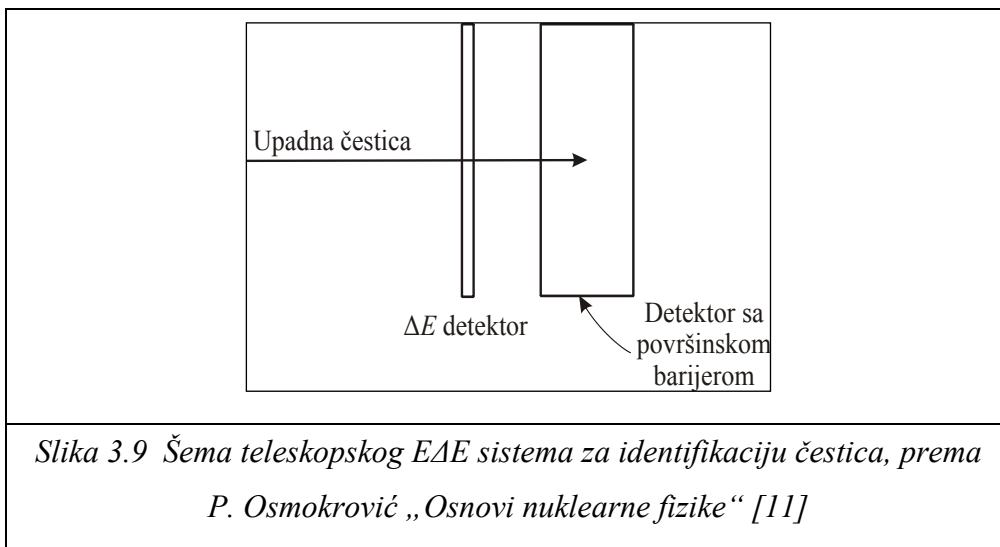 Upadna čestica
ΔE detektor
Detektor sa
površinskom
barijerom
Slika 3.9 Šema teleskopskog EΔE sistema za identifikaciju čestica, prema
P. Osmokrović „Osnovi nuklearne fizike“ [11]